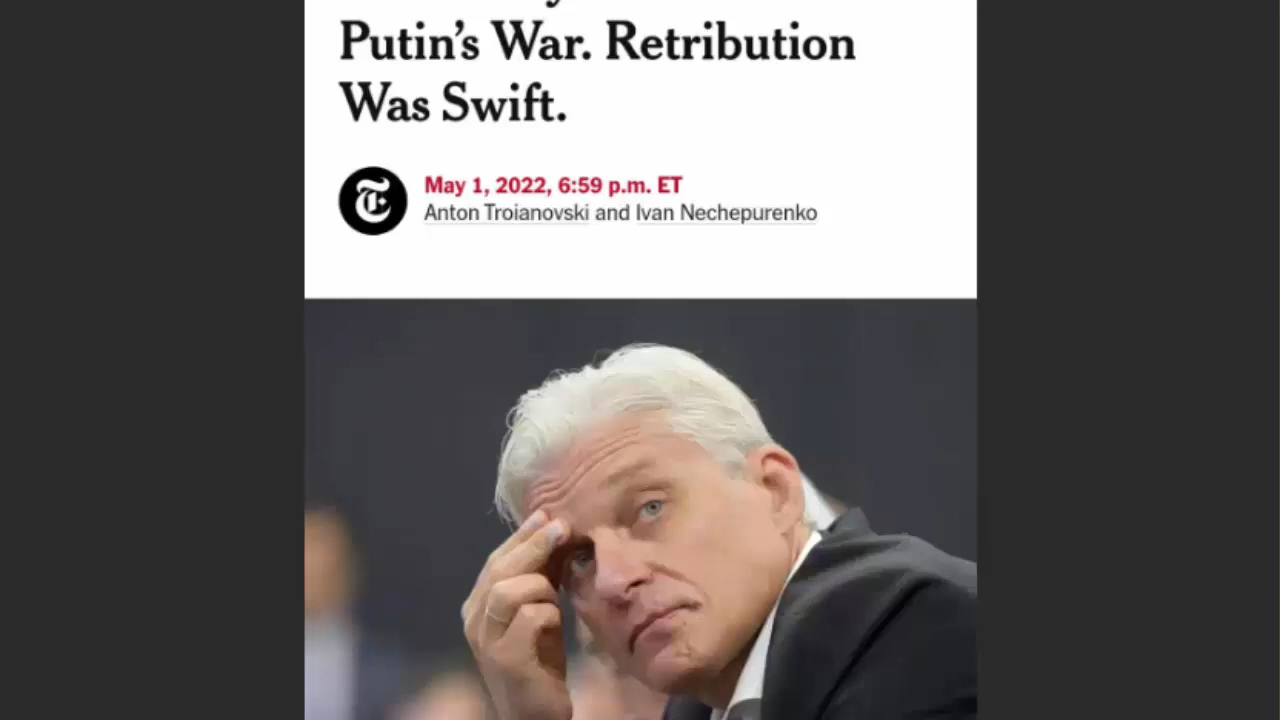 Putin's War. Retribution
Was Swift.
May 1, 2022, 6:59 p.m. ET
Anton Troianovski and Ivan Nechepurenko